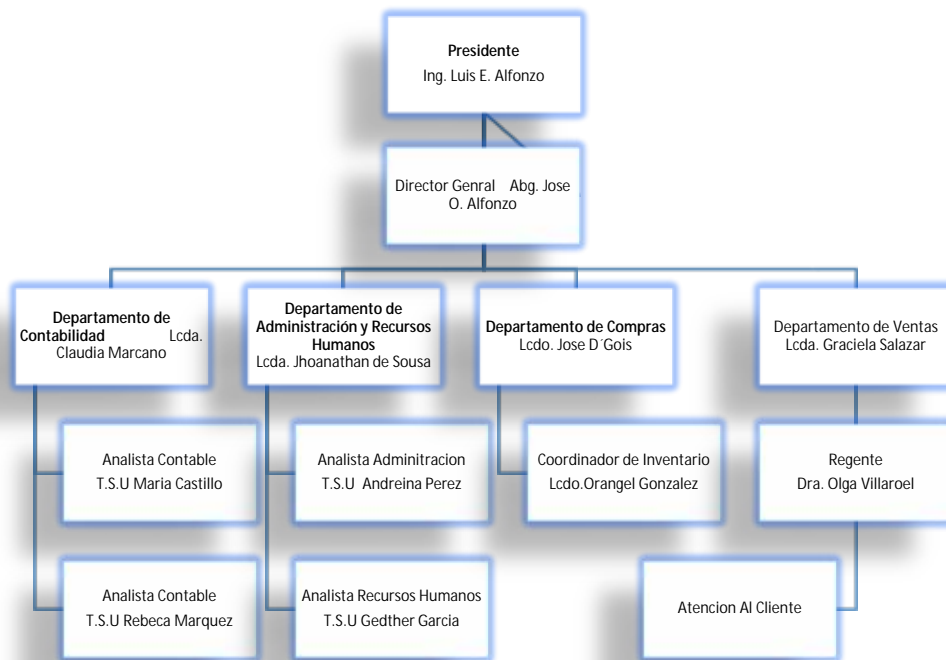 Presidente
Ing. Luis E. Alfonzo
Director Genral Abg. Jose
O. Alfonzo
Departamento de
Contabilidad Lcda.
Claudia Marcano
Departamento de
Administración y Recursos
Humanos
Lcda. Jhoanathan de Sousa
Departamento de Compras
Lcdo. Jose D´Gois
Departamento de Ventas
Lcda. Graciela Salazar
Analista Contable
T.S.U Maria Castillo
Analista Adminitracion
T.S.U Andreina Perez
Coordinador de Inventario
Lcdo.Orangel Gonzalez
Regente
Dra. Olga Villaroel
Analista Contable
T.S.U Rebeca Marquez
Analista Recursos Humanos
T.S.U Gedther Garcia
Atencion Al Cliente